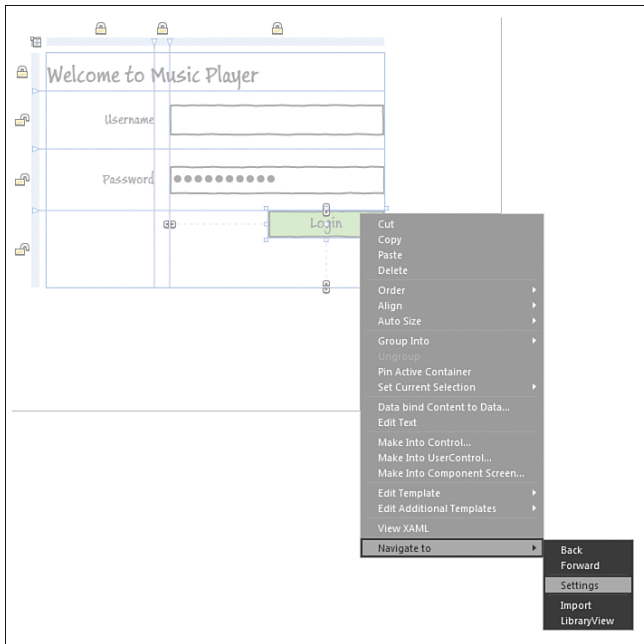 Welcome to Music Player
Username
Password
Login
Cut
Copy
Paste
Delete
Order
Align
Auto Size
Group Into
Ungroup
Pin Active Container
Set Current Selection
Data bind Content to Data...
Edit Text
Make Into Control...
Make Into UserControl...
Make Into Component Screen...
Edit Template
Edit Additional Templates
View XAML
Navigate to
Back
Forward
Settings
Import
LibraryView